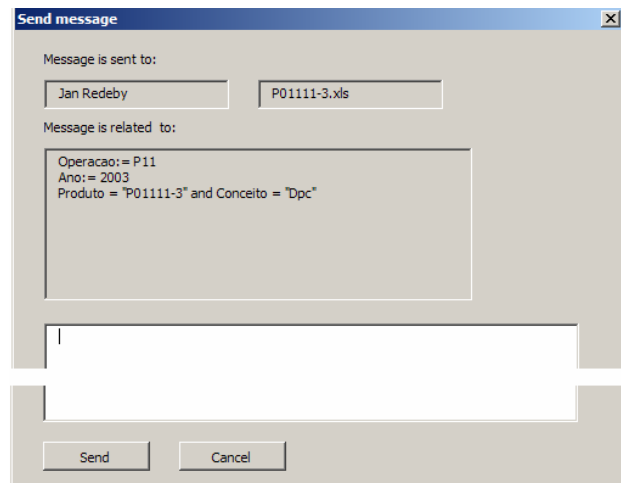 Send message
Message is sent to:
Jan Redeby P01111-3.xls
Message is related to:
Operacao:= P11
Ano:= 2003
Produto = "P01111-3" and Conceito = "Dpc"
Send Cancel